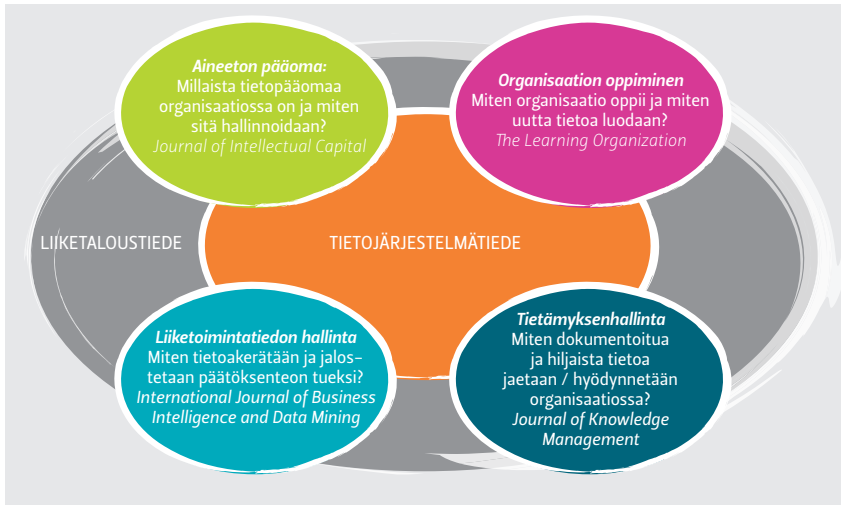 Aineeton pääoma:
Millaista tietopääomaa
organisaatiossa on ja miten
sitä hallinnoidaan?
Journal of Intellectual Capital
Organisaation oppiminen
Miten organisaatio oppii ja miten
uutta tietoa luodaan?
The Learning Organization
LIIKETALOUSTIEDE
TIETOJÄRJESTELMÄTIEDE
Liiketoimintatiedon hallinta
Miten tietoakerätään ja jalos-
tetaan päätöksenteon tueksi?
International Journal of Business
Intelligence and Data Mining
Tietämyksenhallinta
Miten dokumentoitua
ja hiljaista tietoa
jaetaan / hyödynnetään
organisaatiossa?
Journal of Knowledge
Management